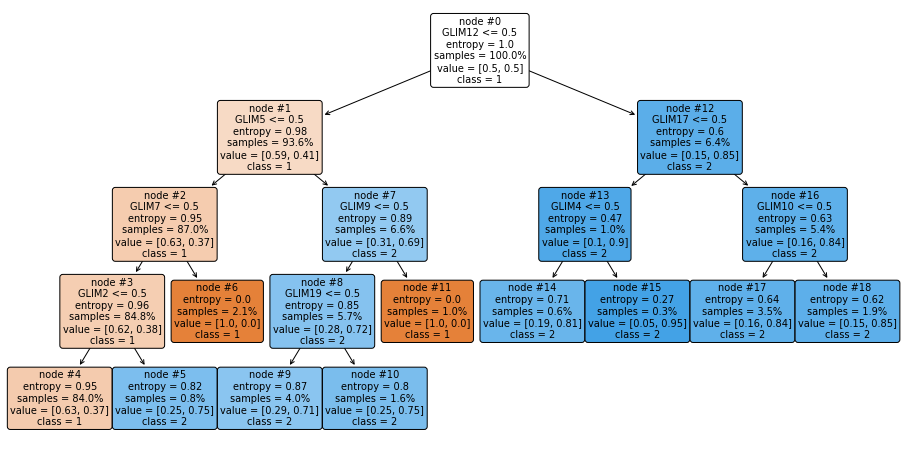 node #0
GLIM12 <= 0.5
entropy = 1.0
samples = 100.0%
value = [0.5, 0.5]
class = 1
node #1
GLIM5 <= 0.5
entropy = 0.98
samples = 93.6%
value = [0.59, 0.41]
class = 1
node #12
GLIM17 <= 0.5
entropy = 0.6
samples = 6.4%
value = [0.15, 0.85]
class = 2
node #2
GLIM7 <= 0.5
entropy = 0.95
samples = 87.0%
value = [0.63, 0.37]
class = 1
node #7
GLIM9 <= 0.5
entropy = 0.89
samples = 6.6%
value = [0.31, 0.69]
class = 2
node #13
GLIM4 <= 0.5
entropy = 0.47
samples = 1.0%
value = [0.1, 0.9]
class = 2
node #16
GLIM10 <= 0.5
entropy = 0.63
samples = 5.4%
value = [0.16, 0.84]
class = 2
node #3
GLIM2 <= 0.5
entropy = 0.96
samples = 84.8%
value = [0.62, 0.38]
class = 1
node #6
entropy = 0.0
samples = 2.1%
value = [1.0, 0.0]
class = 1
node #8
GLIM19 <= 0.5
entropy = 0.85
samples = 5.7%
value = [0.28, 0.72]
class = 2
node #11
entropy = 0.0
samples = 1.0%
value = [1.0, 0.0]
class = 1
node #14
entropy = 0.71
samples = 0.6%
value = [0.19, 0.81]
class = 2
node #15
entropy = 0.27
samples = 0.3%
value = [0.05, 0.95]
class = 2
node #17
entropy = 0.64
samples = 3.5%
value = [0.16, 0.84]
class = 2
node #18
entropy = 0.62
samples = 1.9%
value = [0.15, 0.85]
class = 2
node #4
entropy = 0.95
samples = 84.0%
value = [0.63, 0.37]
class = 1
node #5
entropy = 0.82
samples = 0.8%
value = [0.25, 0.75]
class = 2
node #9
entropy = 0.87
samples = 4.0%
value = [0.29, 0.71]
class = 2
node #10
entropy = 0.8
samples = 1.6%
value = [0.25, 0.75]
class = 2